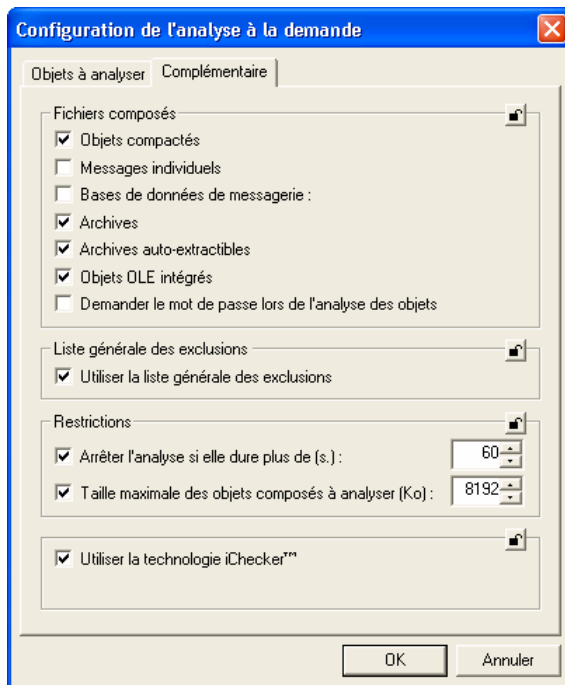 Configuration de l'analyse à la demande
Objets à analyser
Complémentaire
Fichiers composés
Objets compactés
Messages individuels
Bases de données de messagerie :
Archives
Archives auto-extractibles
Objets OLE intégrés
Demander le mot de passe lors de l'analyse des objets
Liste générale des exclusions
Utiliser la liste générale des exclusions
Restrictions
Arrêter l'analyse si elle dure plus de (s.) : 60
Taille maximale des objets composés à analyser (Ko) : 8192
Utiliser la technologie iChecker™
OK
Annuler